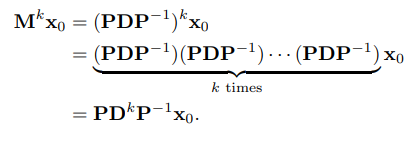 M^k x_0 = (PDP^{-1})^k x_0
= (PDP^{-1})(PDP^{-1}) ··· (PDP^{-1}) x_0
k times
= PD^k P^{-1} x_0.